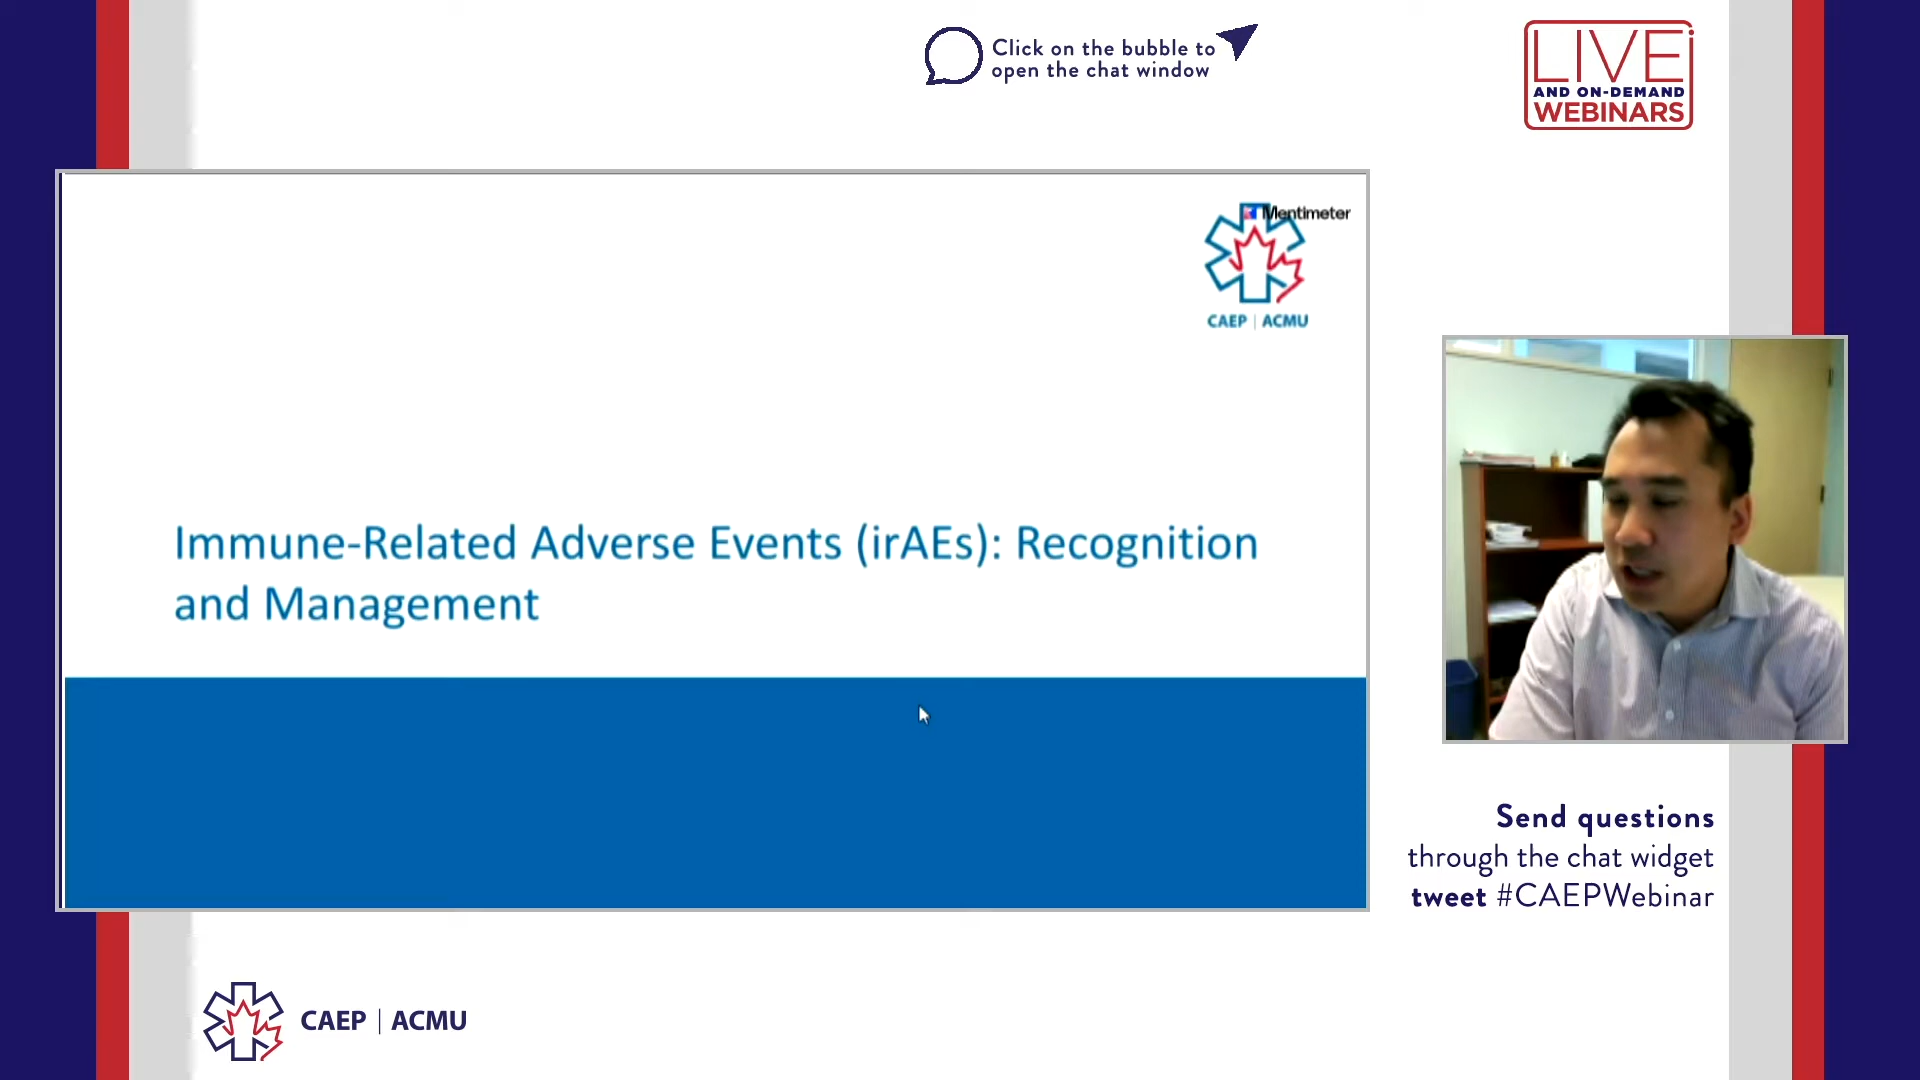 Click on the bubble to
open the chat window
LIVE
AND ON-DEMAND
WEBINARS
Mentimeter
CAEP | ACMU
Immune-Related Adverse Events (irAEs): Recognition
and Management
Send questions
through the chat widget
tweet #CAEPWebinar
CAEP | ACMU